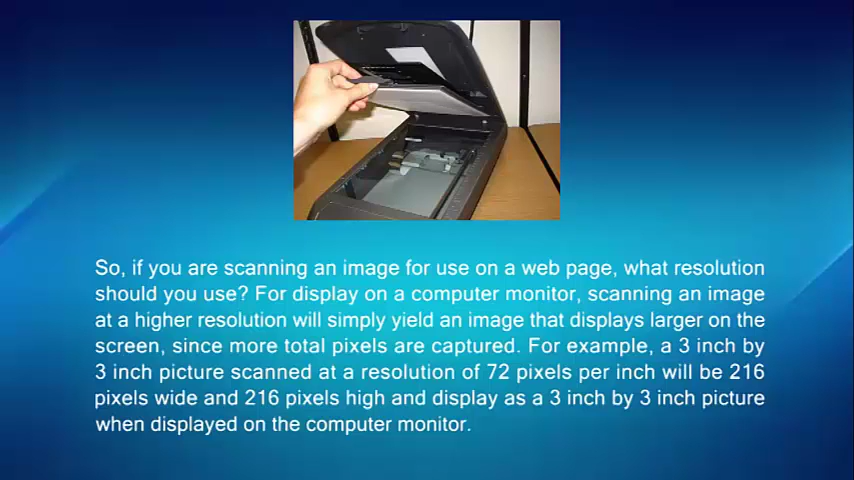 So, if you are scanning an image for use on a web page, what resolution
should you use? For display on a computer monitor, scanning an image
at a higher resolution will simply yield an image that displays larger on the
screen, since more total pixels are captured. For example, a 3 inch by
3 inch picture scanned at a resolution of 72 pixels per inch will be 216
pixels wide and 216 pixels high and display as a 3 inch by 3 inch picture
when displayed on the computer monitor.